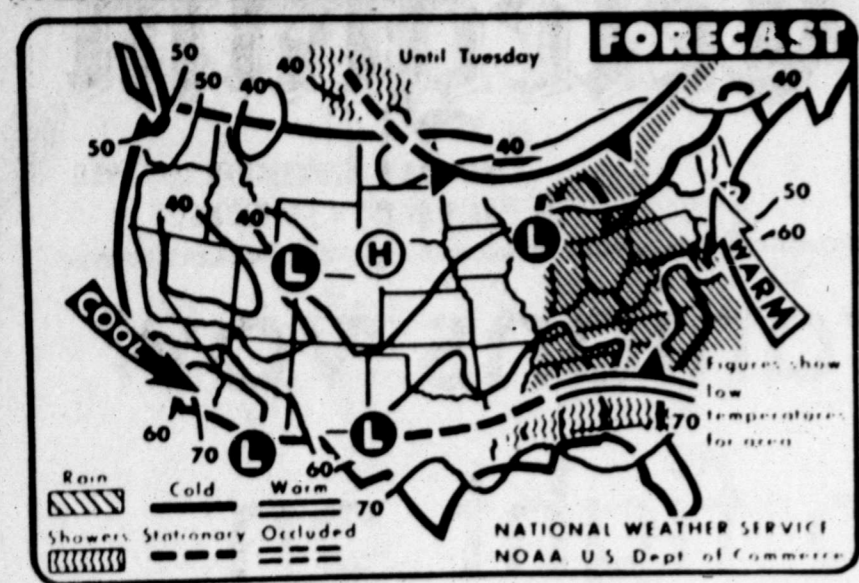 FORECAST
Until Tuesday
50
50
40
40
40
50
40
40
40
50
60
L
H
L
COOL
WARM
Figures show
low
temperatures
for area
60
70
L
L
60
70
70
Rain
Cold
Warm
Showers
Stationary
Occluded
NATIONAL WEATHER SERVICE
NOAA U S Dept of Commerce